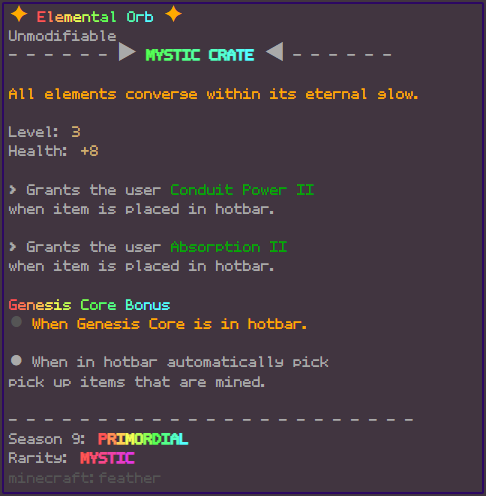 ✦ Elemental Orb ✦
Unmodifiable
- - - - - - ▶ MYSTIC CRATE ◀ - - - - - -
All elements converge within its eternal glow.
Level: 3
Health: +8
> Grants the user Conduit Power II
when item is placed in hotbar.
> Grants the user Absorption II
when item is placed in hotbar.
Genesis Core Bonus
● When Genesis Core is in hotbar.
● When in hotbar automatically pick
pick up items that are mined.
- - - - - - - - - - - - - - - - - - - - - - -
Season 9: PRIMORDIAL
Rarity: MYSTIC
minecraft:feather